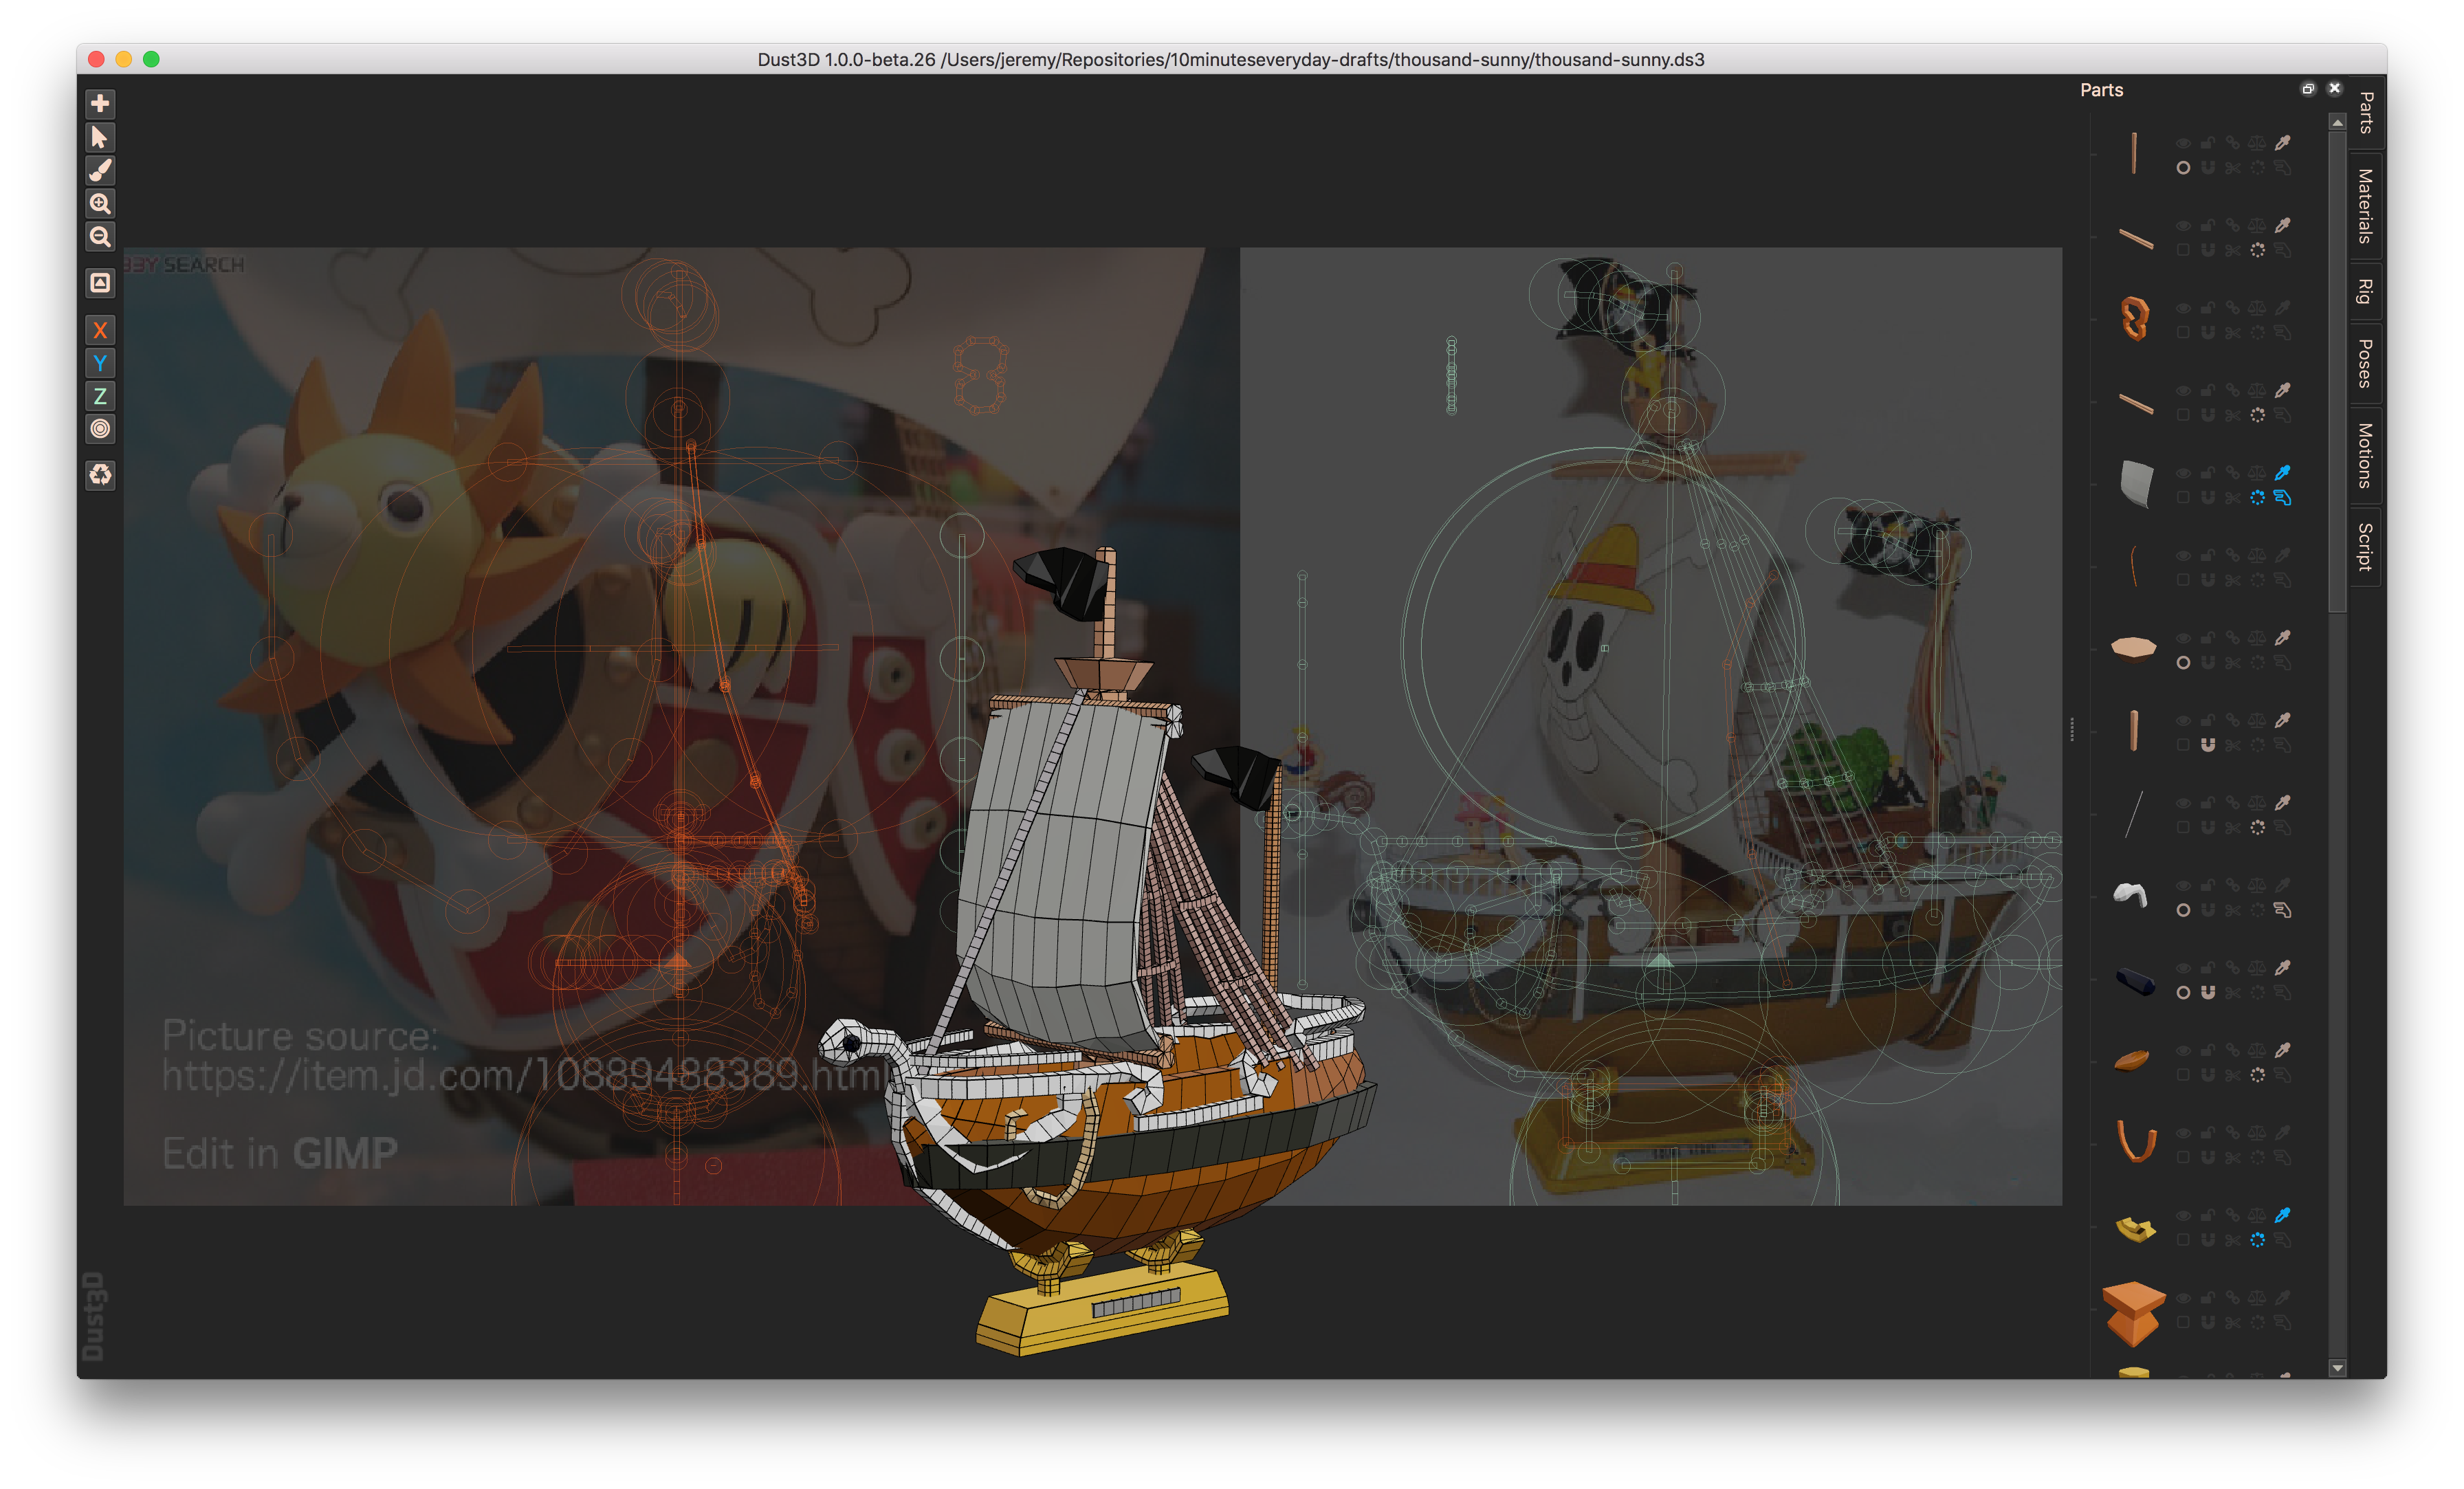 Dust3D 1.0.0-beta.26 /Users/jeremy/Repositories/10minuteseveryday-drafts/thousand-sunny/thousand-sunny.ds3
Parts
Parts
Materials
Rig
Poses
Motions
Script
X
Y
Z
SEARCH
Picture source:
https://item.jd.com/10889488389.html
Edit in GIMP
Dust3D